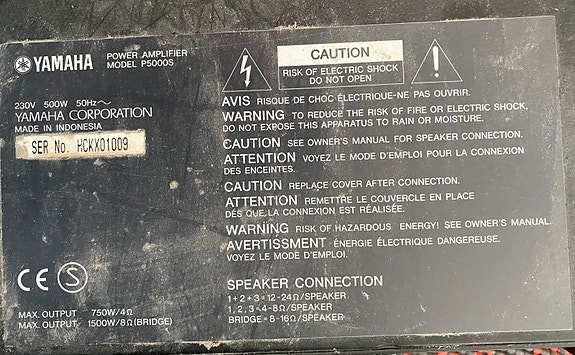 YAMAHA
POWER AMPLIFIER
MODEL P5000S
230V 500W 50Hz～
YAMAHA CORPORATION
MADE IN INDONESIA
SER No. HCKX01009
CAUTION
RISK OF ELECTRIC SHOCK
DO NOT OPEN
AVIS RISQUE DE CHOC ÉLECTRIQUE-NE PAS OUVRIR.
WARNING TO REDUCE THE RISK OF FIRE OR ELECTRIC SHOCK,
DO NOT EXPOSE THIS APPARATUS TO RAIN OR MOISTURE.
CAUTION SEE OWNER'S MANUAL FOR SPEAKER CONNECTION.
ATTENTION VOYEZ LE MODE D'EMPLOI POUR LA CONNEXION
DES ENCEINTES.
CAUTION REPLACE COVER AFTER CONNECTION.
ATTENTION REMETTRE LE COUVERCLE EN PLACE
DÈS QUE LA CONNEXION EST RÉALISÉE.
WARNING RISK OF HAZARDOUS ENERGY! SEE OWNER'S MANUAL.
AVERTISSMENT ÉNERGIE ÉLECTRIQUE DANGEREUSE.
VOYEZ LE MODE D'EMPLOI.
CE S
MAX. OUTPUT 750W/4Ω
MAX. OUTPUT 1500W/8Ω(BRIDGE)
SPEAKER CONNECTION
1+2+3=12-24Ω/SPEAKER
1, 2, 3=4-8Ω/SPEAKER
BRIDGE=8-16Ω/SPEAKER